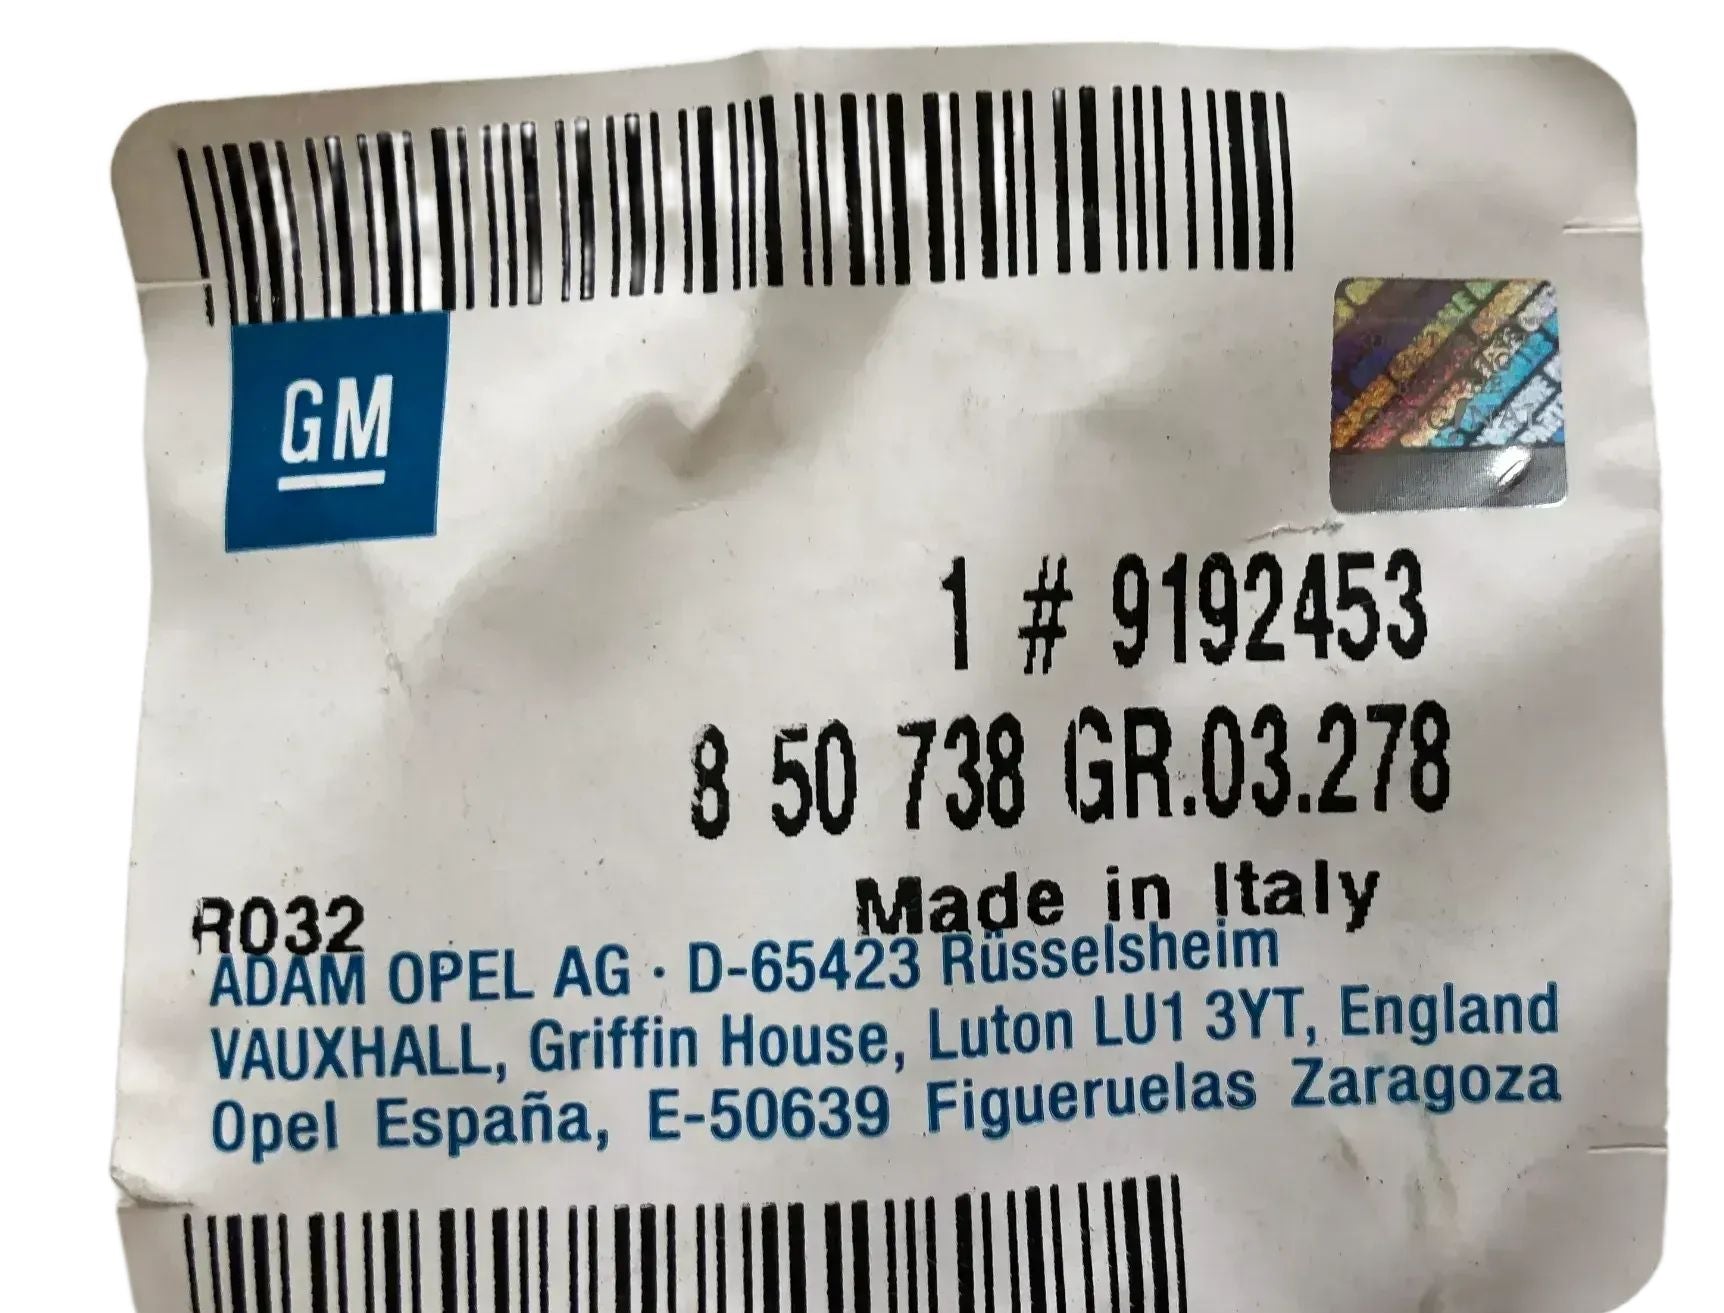 GM
1 # 9192453
8 50 738 GR.03.278
Made in Italy
R032
ADAM OPEL AG · D-65423 Rüsselsheim
VAUXHALL, Griffin House, Luton LU1 3YT, England
Opel España, E-50639 Figueruelas Zaragoza